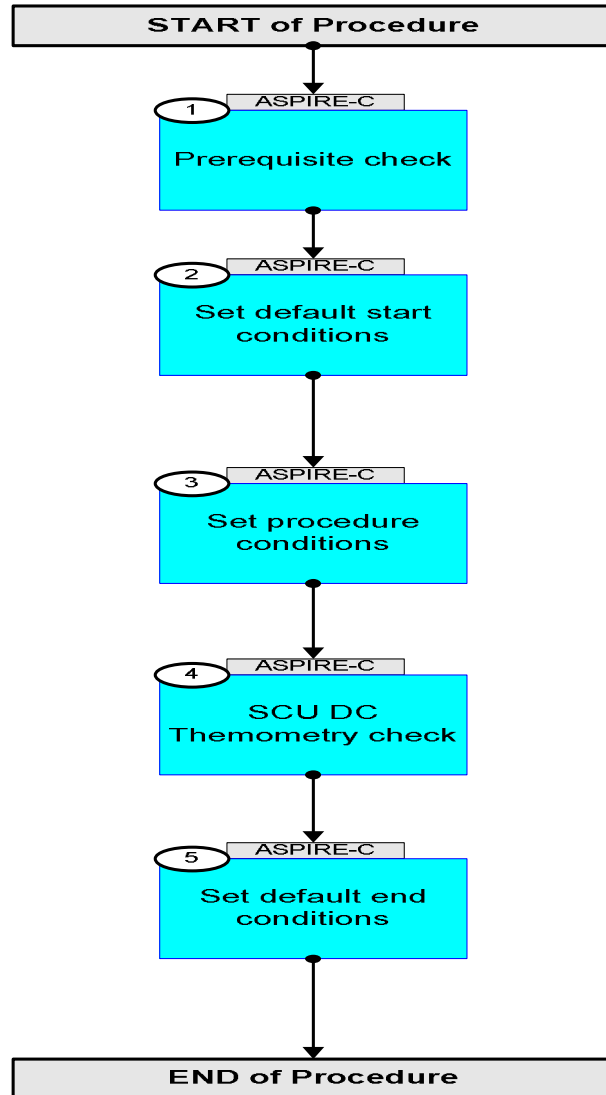 START of Procedure
ASPIRE-C
1
Prerequisite check
ASPIRE-C
2
Set default start
conditions
ASPIRE-C
3
Set procedure
conditions
ASPIRE-C
4
SCU DC
Themometry check
ASPIRE-C
5
Set default end
conditions
END of Procedure